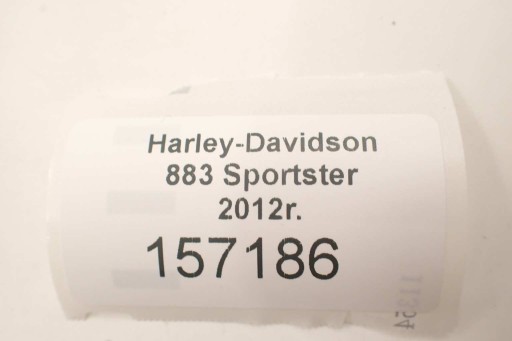 Harley-Davidson
883 Sportster
2012r.
157186